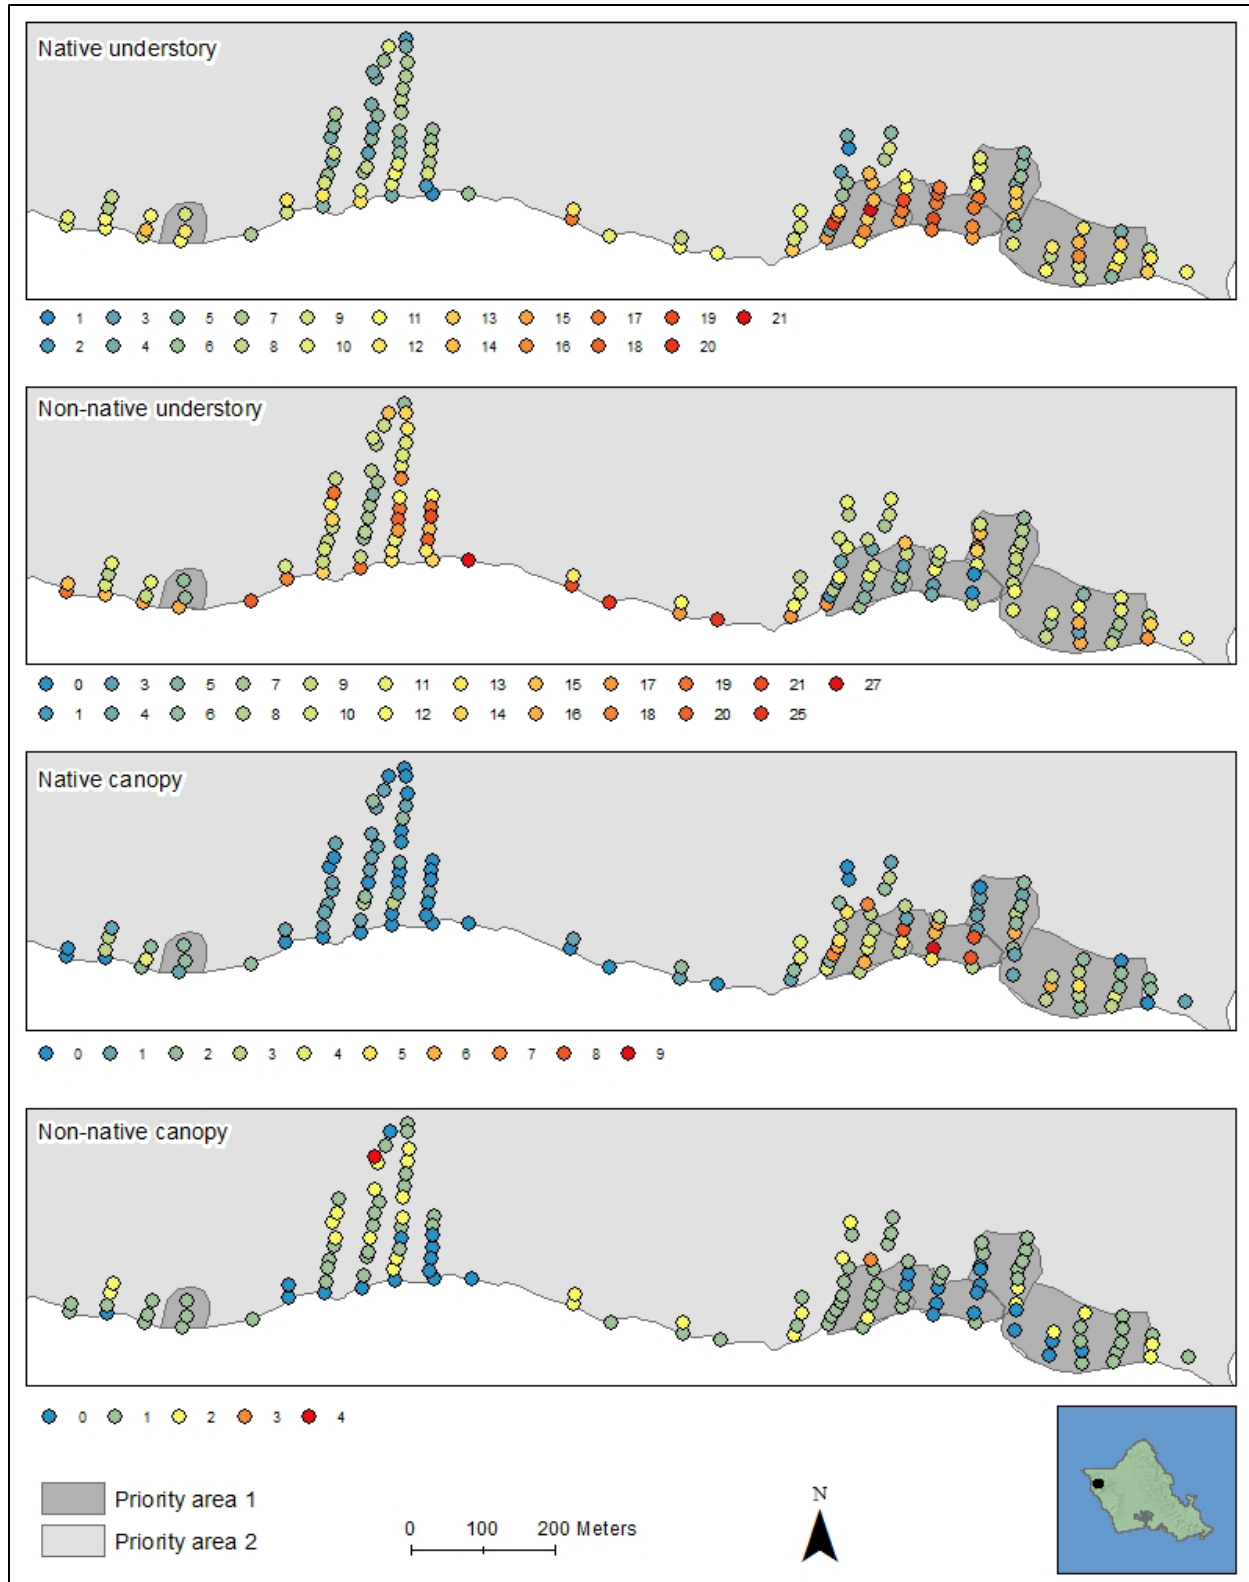 Native understory
1 3 5 7 9 11 13 15 17 19 21
2 4 6 8 10 12 14 16 18 20
Non-native understory
0 3 5 7 9 11 13 15 17 19 21 27
1 4 6 8 10 12 14 16 18 20 25
Native canopy
0 1 2 3 4 5 6 7 8 9
Non-native canopy
0 1 2 3 4
Priority area 1
Priority area 2
0 100 200 Meters
N